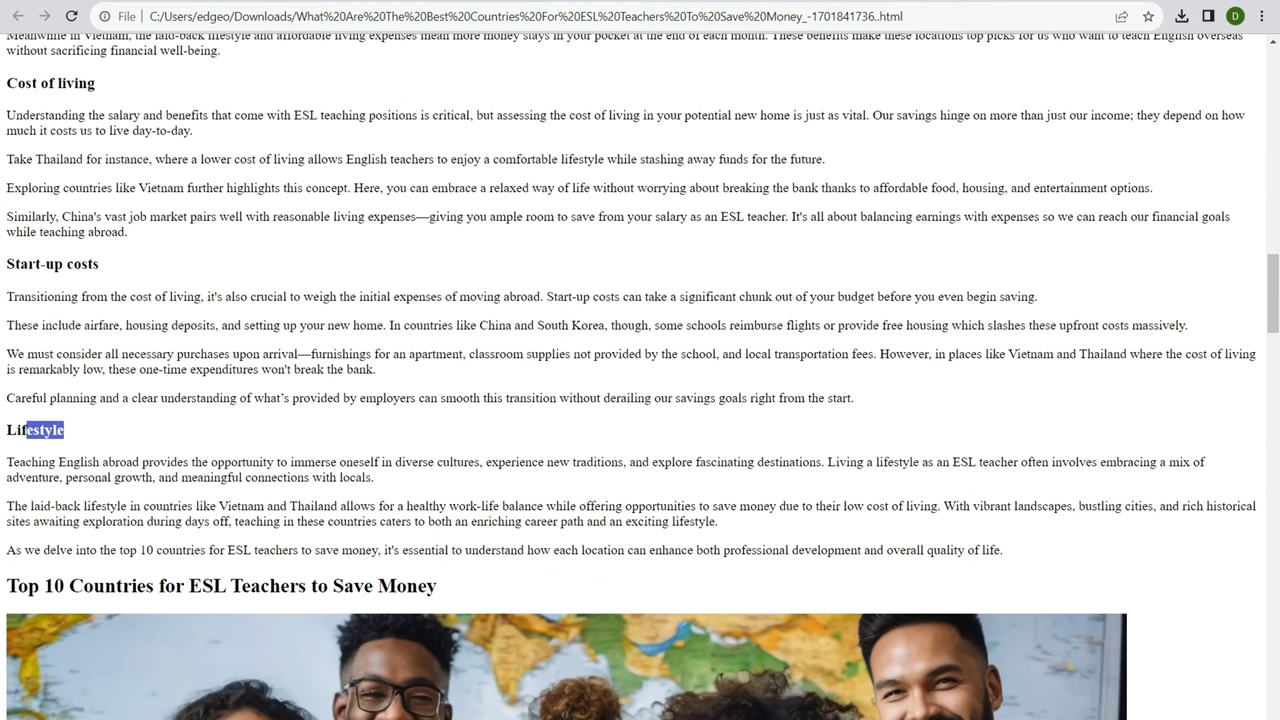 File
C:/Users/edgeo/Downloads/What%20Are%20The%20Best%20Countries%20For%20ESL%20Teachers%20To%20Save%20Money_-1701841736..html
D
Meanwhile in Vietnam, the laid-back lifestyle and affordable living expenses mean more money stays in your pocket at the end of each month. These benefits make these locations top picks for us who want to teach English overseas
without sacrificing financial well-being.
Cost of living
Understanding the salary and benefits that come with ESL teaching positions is critical, but assessing the cost of living in your potential new home is just as vital. Our savings hinge on more than just our income; they depend on how
much it costs us to live day-to-day.
Take Thailand for instance, where a lower cost of living allows English teachers to enjoy a comfortable lifestyle while stashing away funds for the future.
Exploring countries like Vietnam further highlights this concept. Here, you can embrace a relaxed way of life without worrying about breaking the bank thanks to affordable food, housing, and entertainment options.
Similarly, China's vast job market pairs well with reasonable living expenses—giving you ample room to save from your salary as an ESL teacher. It's all about balancing earnings with expenses so we can reach our financial goals
while teaching abroad.
Start-up costs
Transitioning from the cost of living, it's also crucial to weigh the initial expenses of moving abroad. Start-up costs can take a significant chunk out of your budget before you even begin saving.
These include airfare, housing deposits, and setting up your new home. In countries like China and South Korea, though, some schools reimburse flights or provide free housing which slashes these upfront costs massively.
We must consider all necessary purchases upon arrival—furnishings for an apartment, classroom supplies not provided by the school, and local transportation fees. However, in places like Vietnam and Thailand where the cost of living
is remarkably low, these one-time expenditures won't break the bank.
Careful planning and a clear understanding of what’s provided by employers can smooth this transition without derailing our savings goals right from the start.
Lifestyle
Teaching English abroad provides the opportunity to immerse oneself in diverse cultures, experience new traditions, and explore fascinating destinations. Living a lifestyle as an ESL teacher often involves embracing a mix of
adventure, personal growth, and meaningful connections with locals.
The laid-back lifestyle in countries like Vietnam and Thailand allows for a healthy work-life balance while offering opportunities to save money due to their low cost of living. With vibrant landscapes, bustling cities, and rich historical
sites awaiting exploration during days off, teaching in these countries caters to both an enriching career path and an exciting lifestyle.
As we delve into the top 10 countries for ESL teachers to save money, it's essential to understand how each location can enhance both professional development and overall quality of life.
Top 10 Countries for ESL Teachers to Save Money